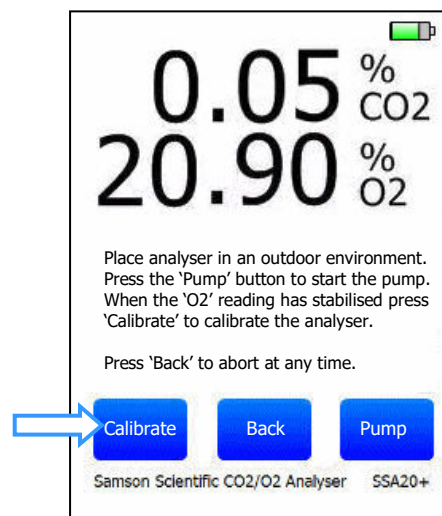 0.05 % CO2
20.90 % O2
Place analyser in an outdoor environment.
Press the ‘Pump’ button to start the pump.
When the ‘O2’ reading has stabilised press
‘Calibrate’ to calibrate the analyser.
Press ‘Back’ to abort at any time.
Calibrate Back Pump
Samson Scientific CO2/O2 Analyser SSA20+